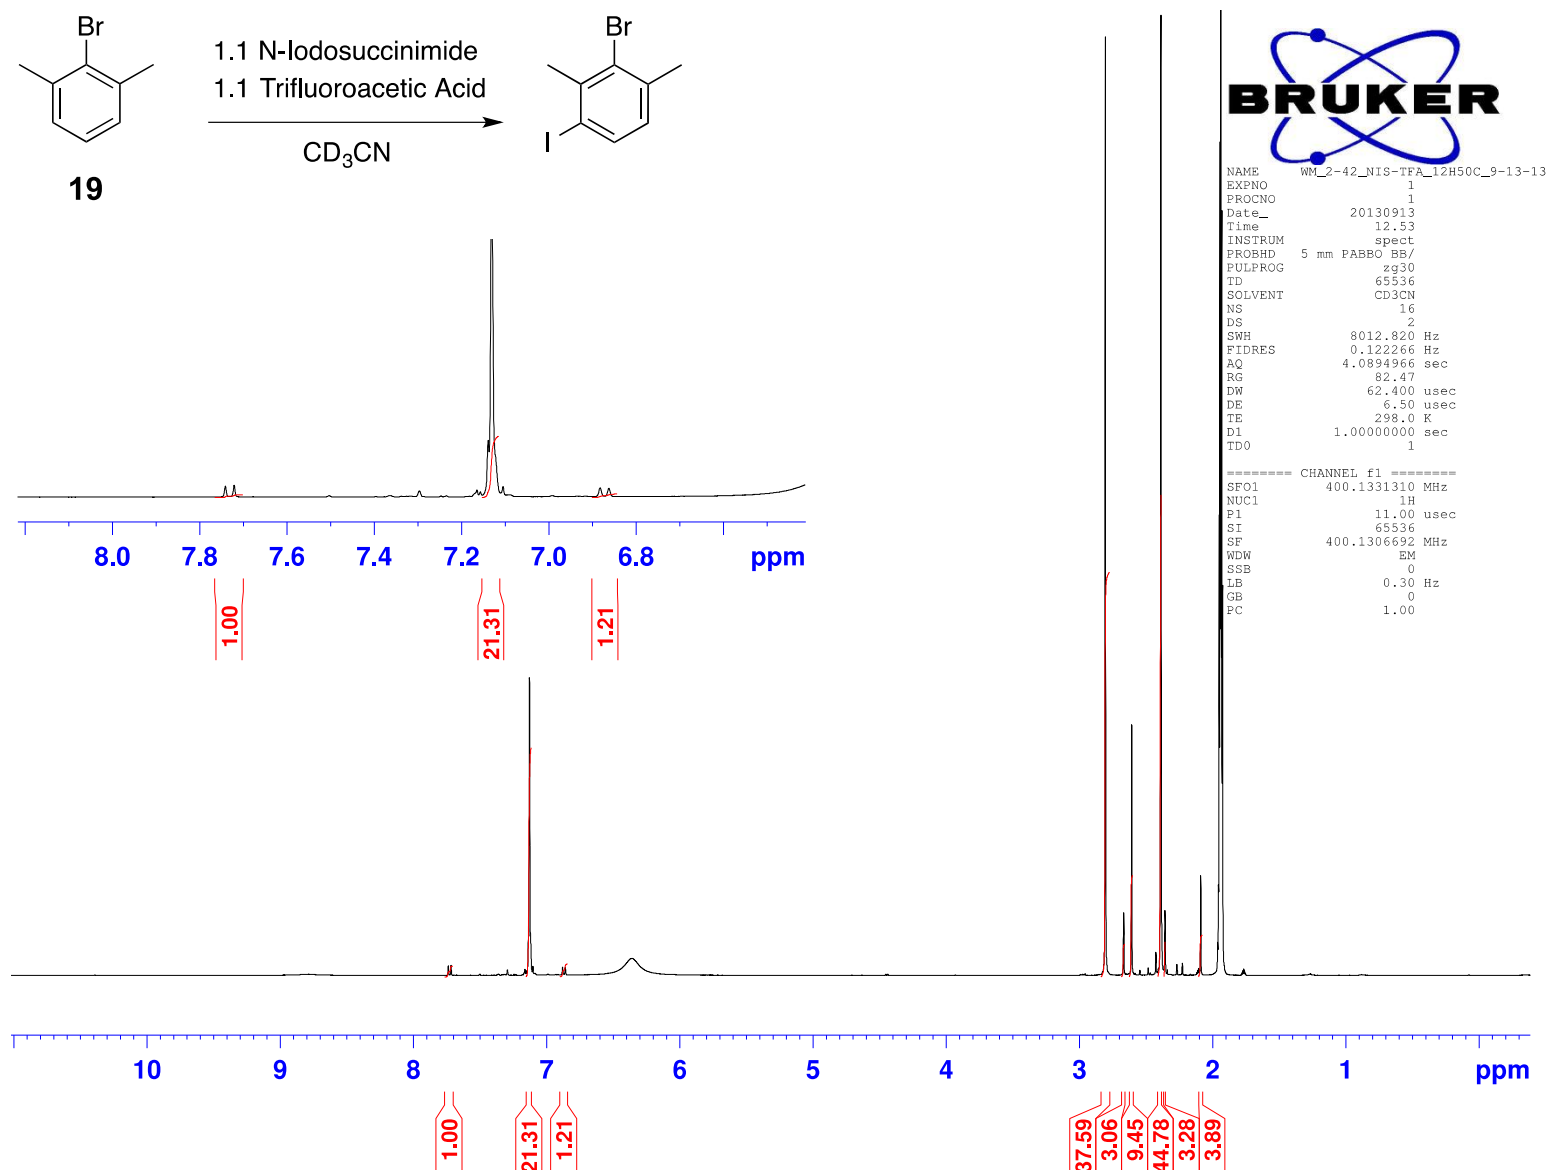 Br
1.1 N-Iodosuccinimide
1.1 Trifluoroacetic Acid
CD3CN
19
Br
I
BRUKER
NAME WM_2-42_NIS-TFA_12H50C_9-13-13
EXPNO 1
PROCNO 1
Date_ 20130913
Time 12.53
INSTRUM spect
PROBHD 5 mm PABBO BB/
PULPROG zg30
TD 65536
SOLVENT CD3CN
NS 16
DS 2
SWH 8012.820 Hz
FIDRES 0.122266 Hz
AQ 4.0894966 sec
RG 82.47
DW 62.400 usec
DE 6.50 usec
TE 298.0 K
D1 1.00000000 sec
TD0 1
======== CHANNEL f1 ========
SFO1 400.1331310 MHz
NUC1 1H
P1 11.00 usec
SI 65536
SF 400.1306692 MHz
WDW EM
SSB 0
LB 0.30 Hz
GB 0
PC 1.00
8.0 7.8 7.6 7.4 7.2 7.0 6.8 ppm
1.00 21.31 1.21
10 9 8 7 6 5 4 3 2 1 ppm
1.00 21.31 1.21 37.59 3.06 9.45 44.78 3.28 3.89